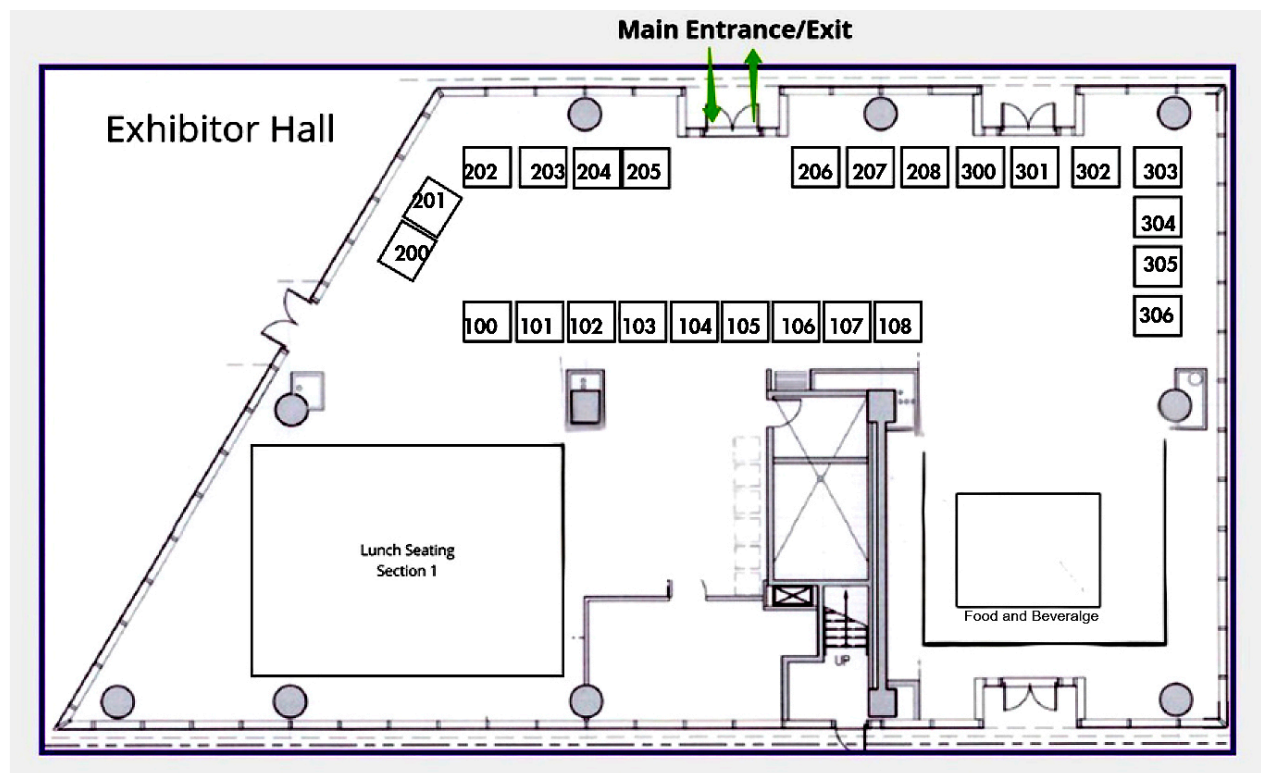 Main Entrance/Exit
Exhibitor Hall
202 203 204 205 206 207 208 300 301 302 303
201
304
200
305
306
100 101 102 103 104 105 106 107 108
Lunch Seating
Section 1
Food and Beveralge
UP